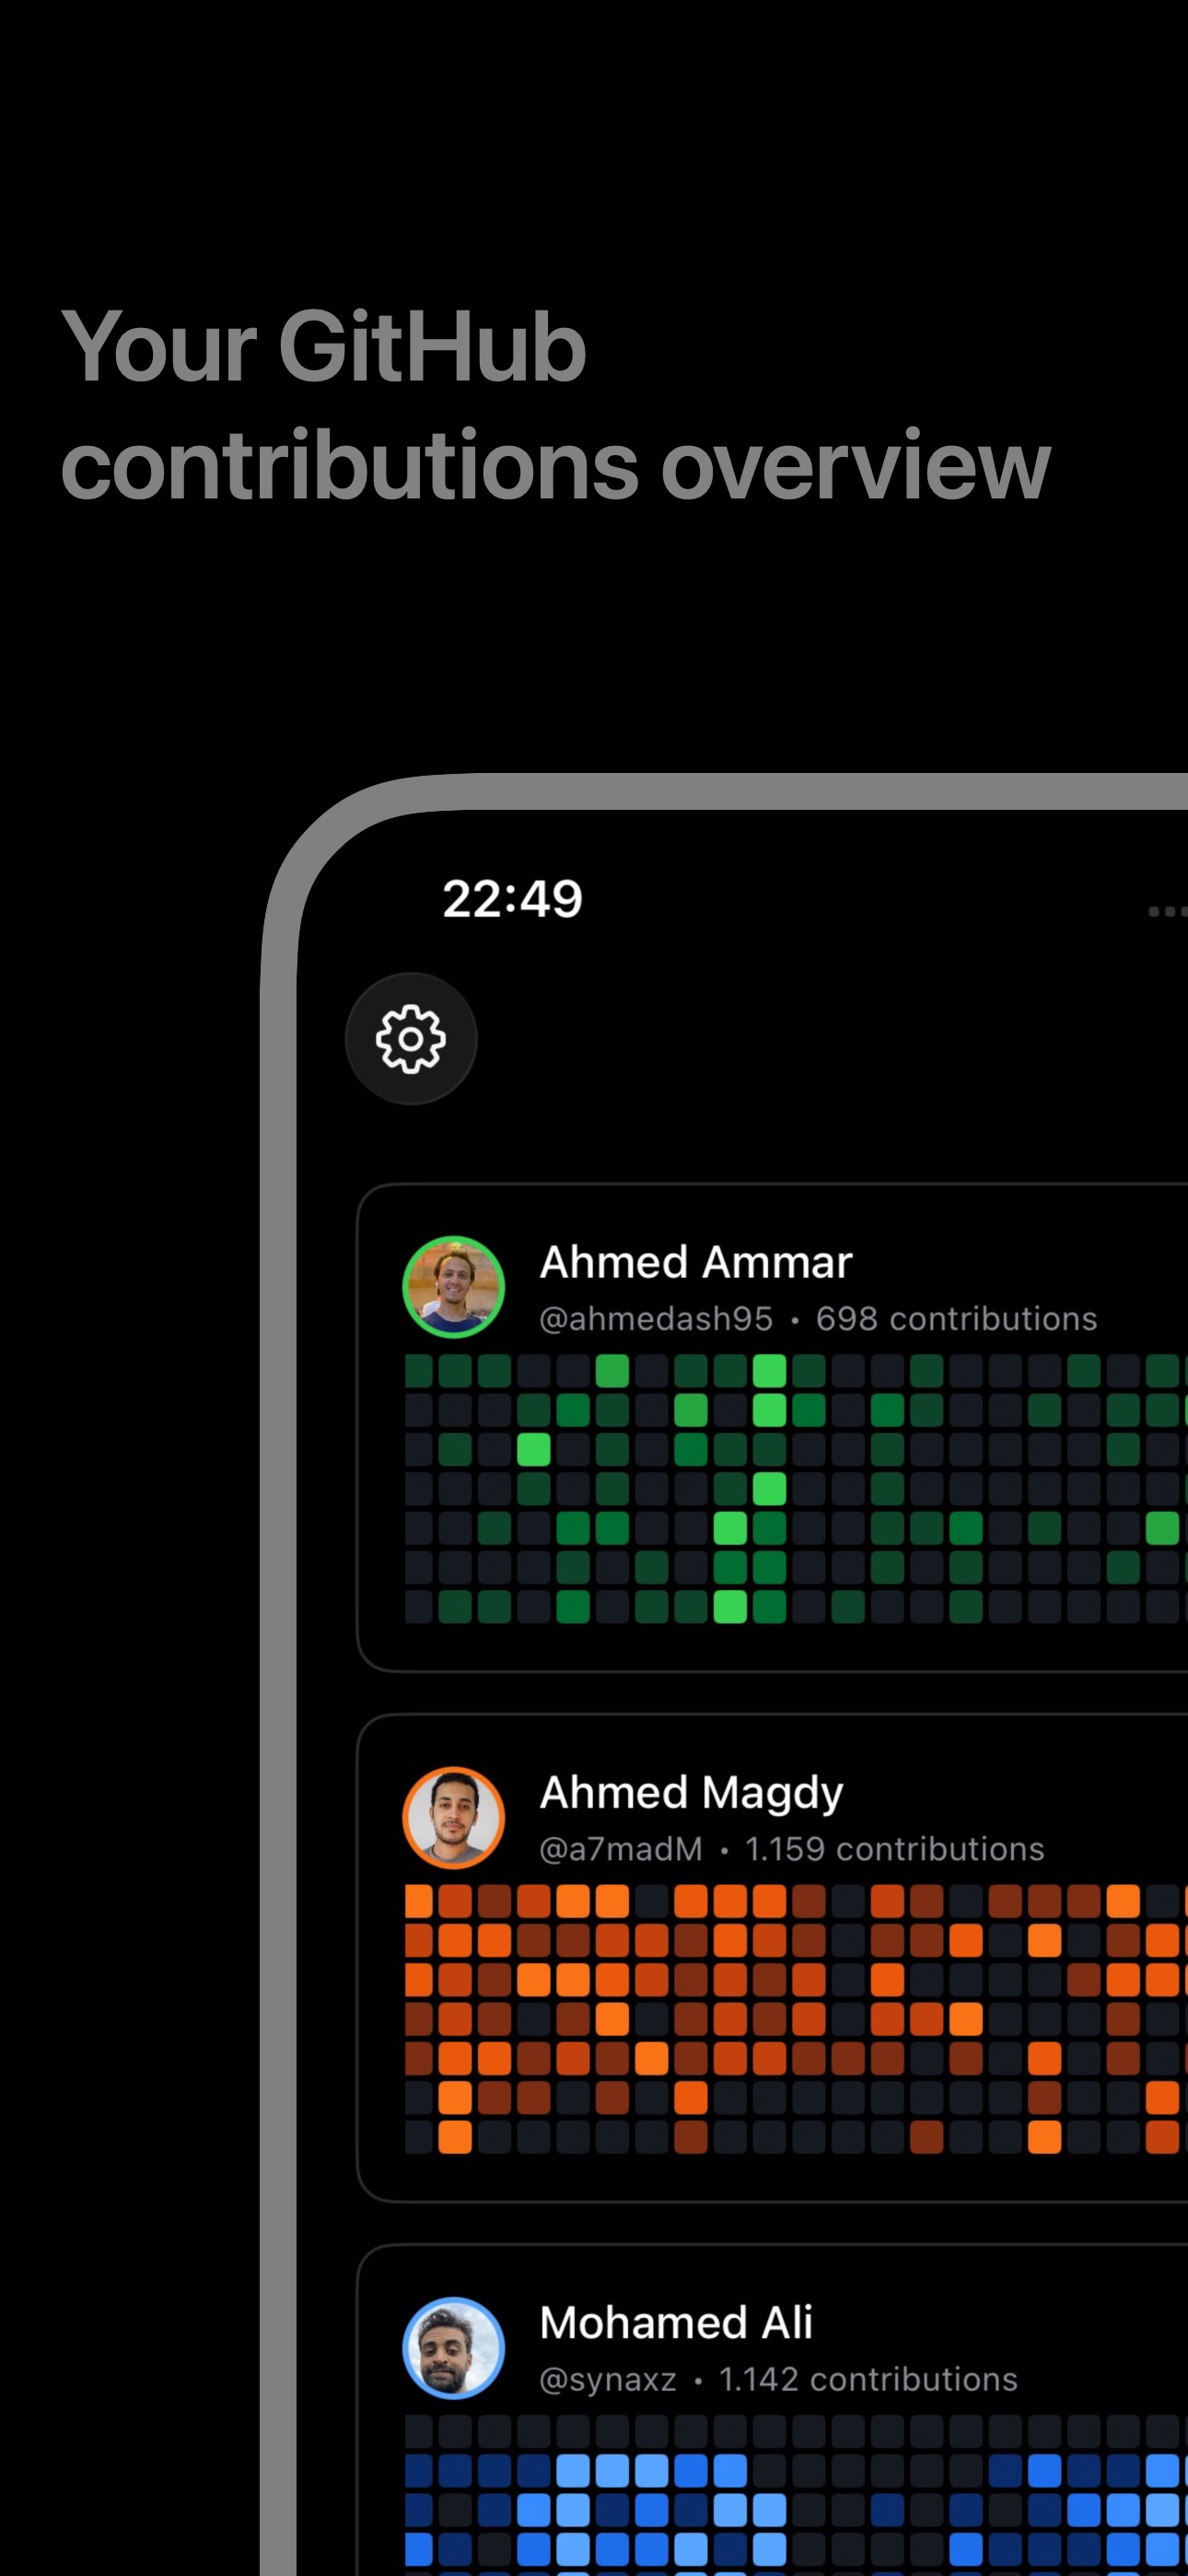 Your GitHub
contributions overview
22:49
Ahmed Ammar
@ahmedash95 • 698 contributions
Ahmed Magdy
@a7madM • 1.159 contributions
Mohamed Ali
@synaxz • 1.142 contributions